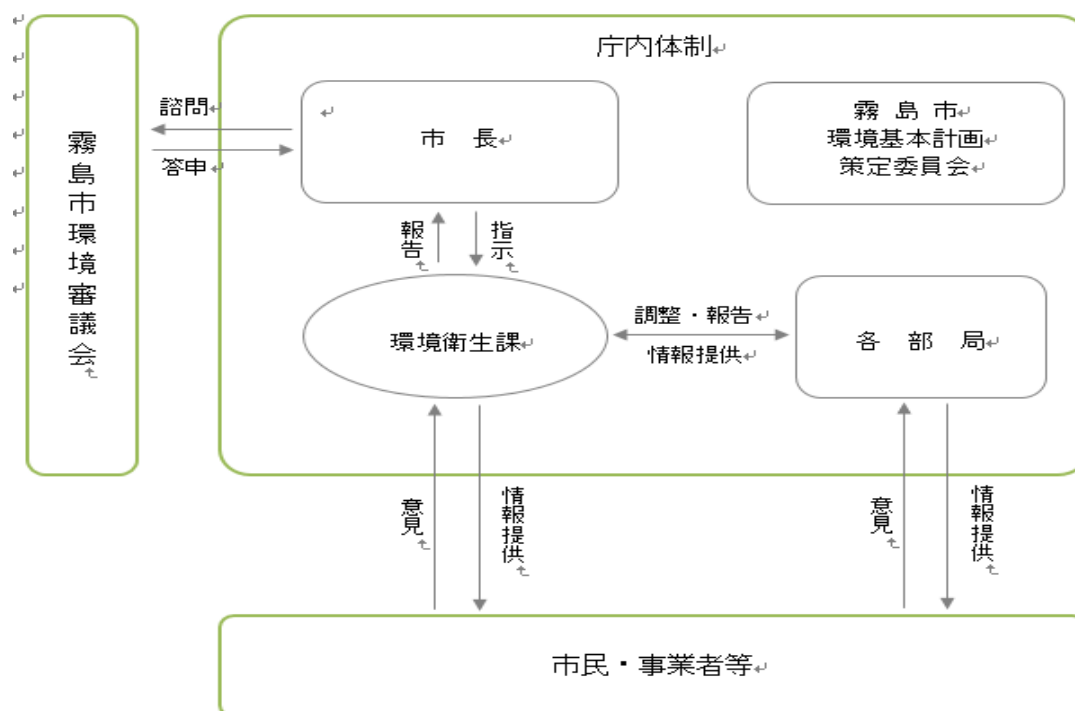 庁内体制
諮問
答申
霧島市環境審議会
市 長
霧 島 市
環境基本計画
策定委員会
報告
指示
環境衛生課
調整・報告
情報提供
各 部 局
意見
情報提供
意見
情報提供
市民・事業者等